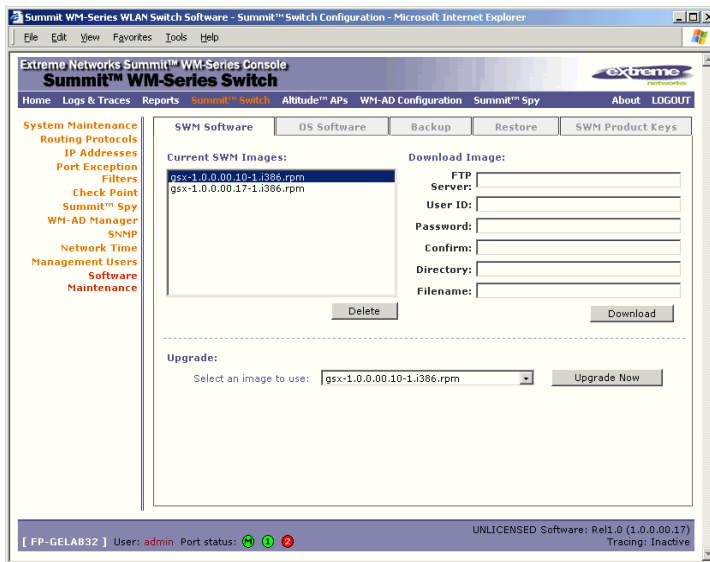 Summit WM-Series WLAN Switch Software - Summit™ Switch Configuration - Microsoft Internet Explorer
File Edit View Favorites Tools Help
Extreme Networks Summit™ WM-Series Console
Summit™ WM-Series Switch
extreme
networks
Home Logs & Traces Reports Summit™ Switch Altitude™ APs WM-AD Configuration Summit™ Spy About LOGOUT
System Maintenance
Routing Protocols
IP Addresses
Port Exception
Filters
Check Point
Summit™ Spy
WM-AD Manager
SNMP
Network Time
Management Users
Software
Maintenance
SWM Software OS Software Backup Restore SWM Product Keys
Current SWM Images:
gsx-1.0.0.00.10-1.i386.rpm
gsx-1.0.0.00.17-1.i386.rpm
Delete
Download Image:
FTP
Server:
User ID:
Password:
Confirm:
Directory:
Filename:
Download
Upgrade:
Select an image to use: gsx-1.0.0.00.10-1.i386.rpm Upgrade Now
[ FP-GELAB32 ] User: admin Port status: M 1 2
UNLICENSED Software: Rel1.0 (1.0.0.00.17)
Tracing: Inactive